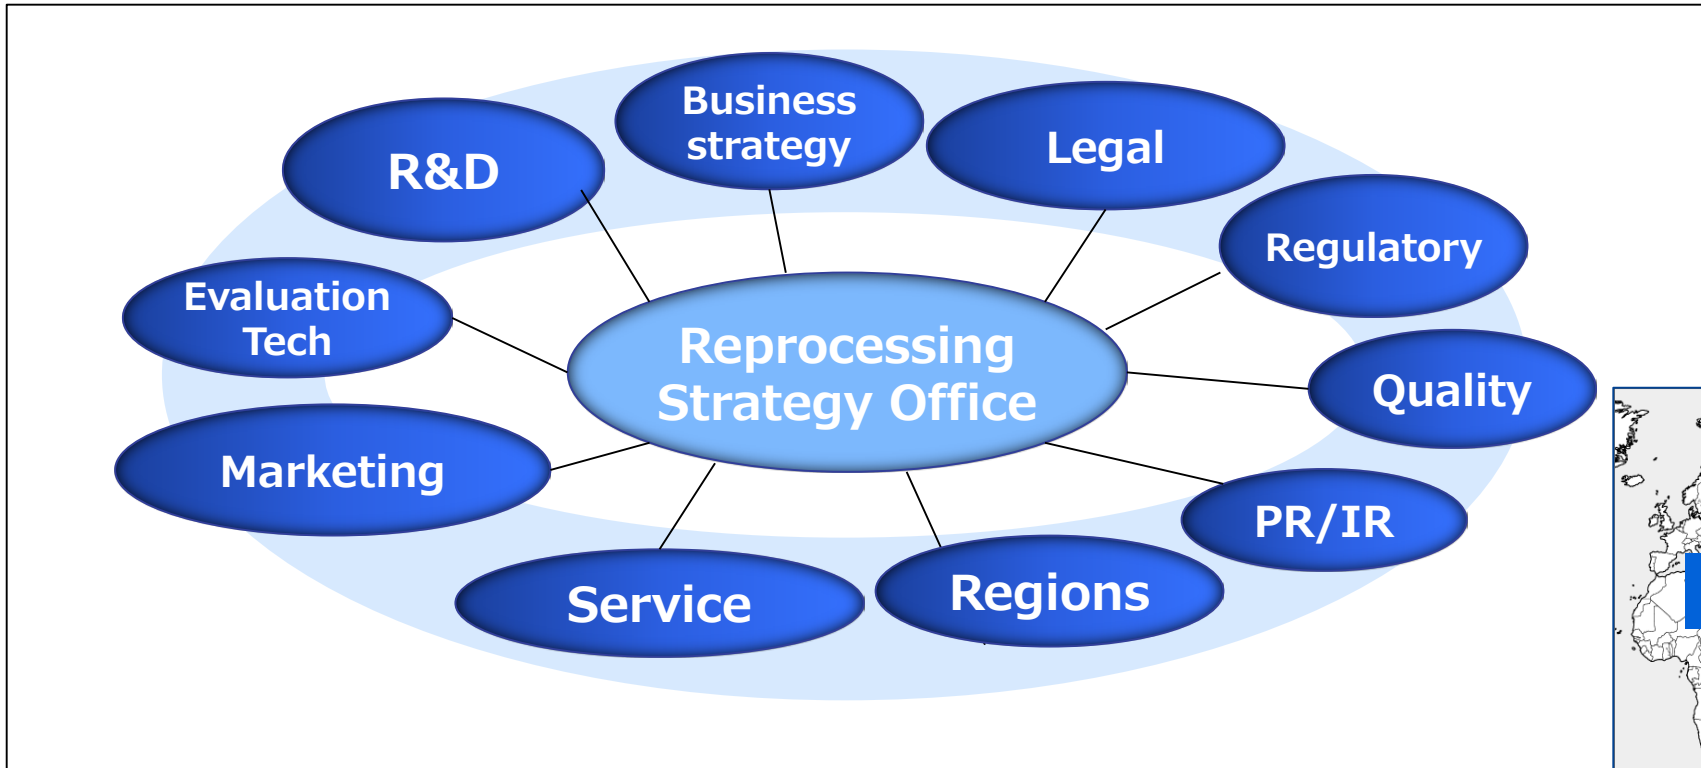 Business
strategy
Legal
R&D
Regulatory
Evaluation
Tech
Reprocessing
Strategy Office
Quality
Marketing
PR/IR
Service
Regions